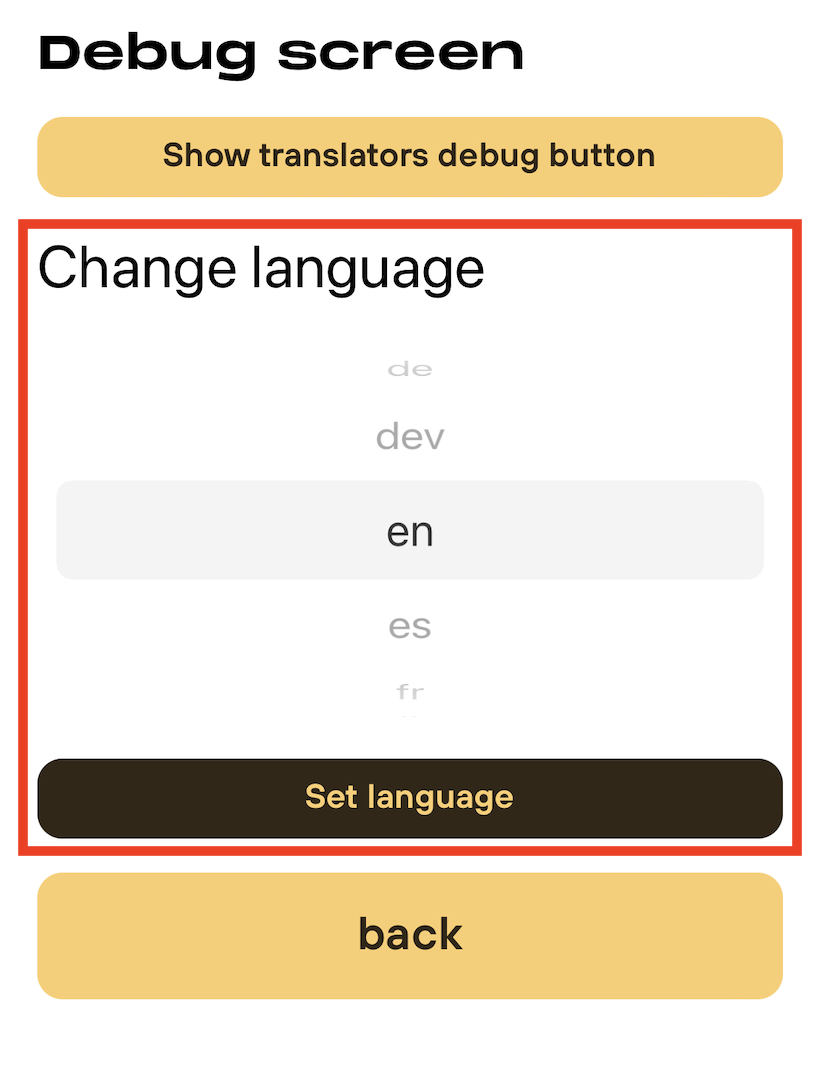 Debug screen
Show translators debug button
Change language
de
dev
en
es
fr
Set language
back